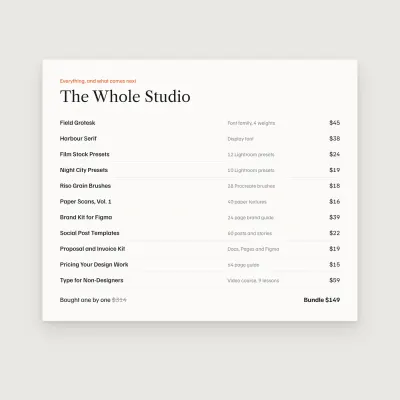 Everything, and what comes next
The Whole Studio
Field Grotesk Font family, 4 weights $45
Harbour Serif Display font $38
Film Stock Presets 12 Lightroom presets $24
Night City Presets 10 Lightroom presets $19
Riso Grain Brushes 28 Procreate brushes $18
Paper Scans, Vol. 1 40 paper textures $16
Brand Kit for Figma 24 page brand guide $39
Social Post Templates 60 posts and stories $22
Proposal and Invoice Kit Docs, Pages and Figma $19
Pricing Your Design Work 64 page guide $15
Type for Non-Designers Video course, 9 lessons $59
Bought one by one $314 Bundle $149